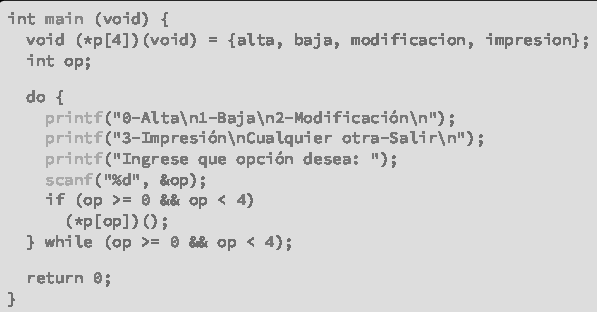 int main (void) {
  void (*p[4])(void) = {alta, baja, modificacion, impresion};
  int op;

  do {
    printf("0-Alta\n1-Baja\n2-Modificación\n");
    printf("3-Impresión\nCualquier otra-Salir\n");
    printf("Ingrese que opción desea: ");
    scanf("%d", &op);
    if (op >= 0 && op < 4)
      (*p[op])();
  } while (op >= 0 && op < 4);

  return 0;
}